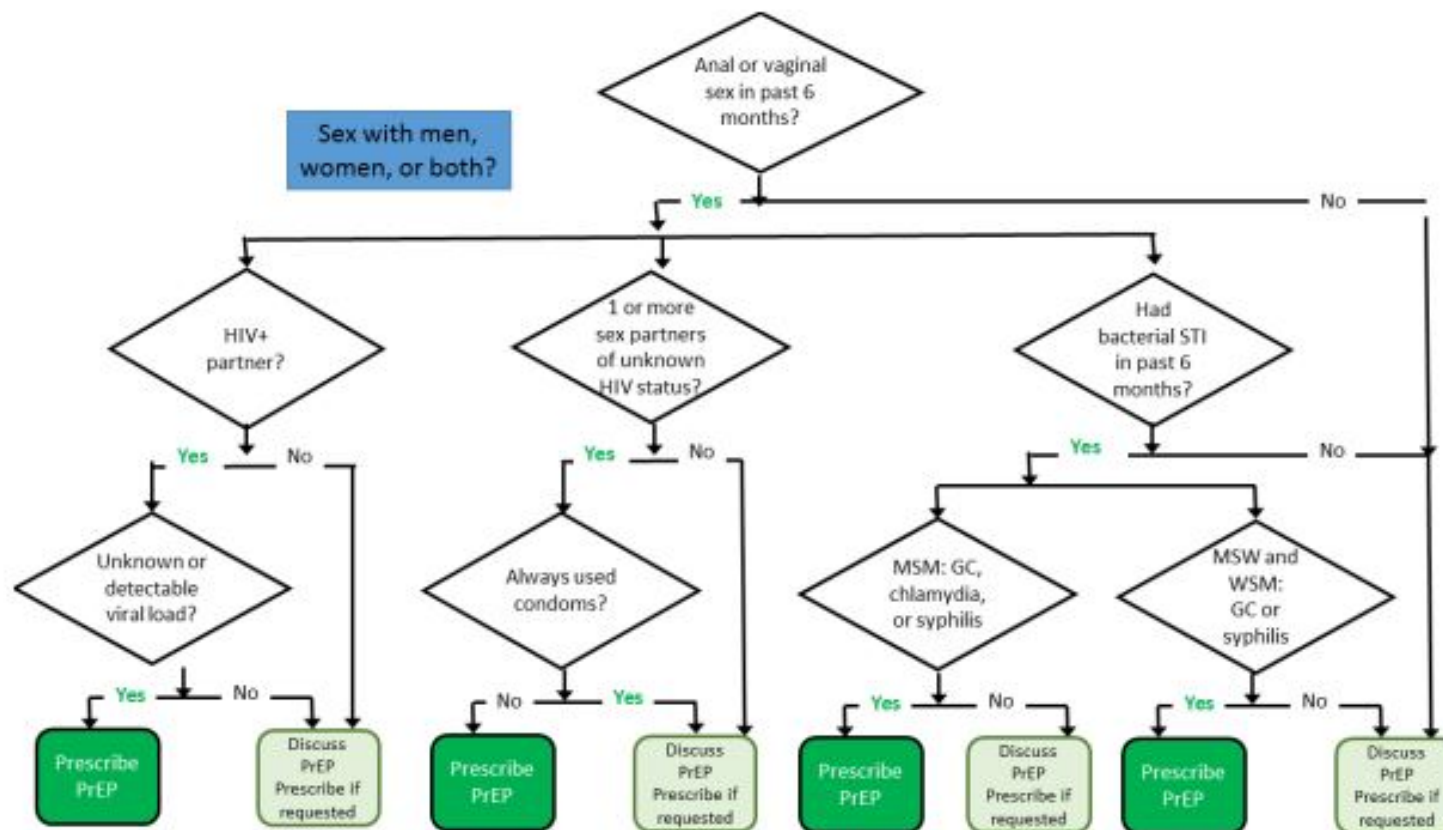 Anal or vaginal
sex in past 6
months?
Sex with men,
women, or both?
Yes
No
HIV+
partner?
1 or more
sex partners
of unknown
HIV status?
Had
bacterial STI
in past 6
months?
Yes
No
Yes
No
Yes
No
Unknown or
detectable
viral load?
Always used
condoms?
MSM: GC,
chlamydia,
or syphilis
MSW and
WSM:
GC or
syphilis
Yes
No
No
Yes
Yes
No
Yes
No
Prescribe
PrEP
Discuss
PrEP
Prescribe if
requested
Prescribe
PrEP
Discuss
PrEP
Prescribe if
requested
Prescribe
PrEP
Discuss
PrEP
Prescribe if
requested
Prescribe
PrEP
Discuss
PrEP
Prescribe if
requested